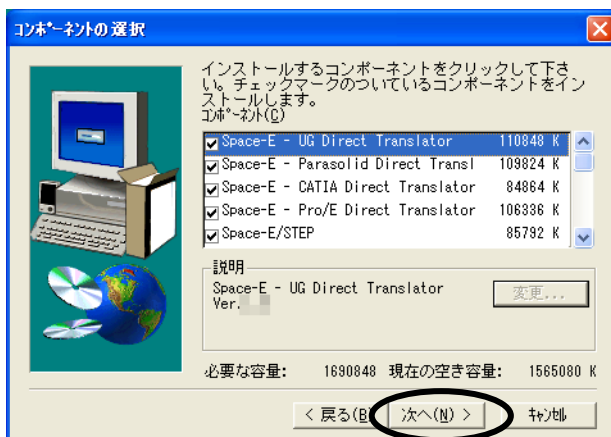 コンポーネントの選択
インストールするコンポーネントをクリックして下さ
い。チェックマークのついているコンポーネントをイン
ストールします。
コンポーネント(C)
Space-E - UG Direct Translator 110848 K
Space-E - Parasolid Direct Transl 109824 K
Space-E - CATIA Direct Translator 84864 K
Space-E - Pro/E Direct Translator 106336 K
Space-E/STEP 85792 K
説明
Space-E - UG Direct Translator
Ver.
変更...
必要な容量: 1690848 現在の空き容量: 1565080 K
< 戻る(B) 次へ(N) > キャンセル